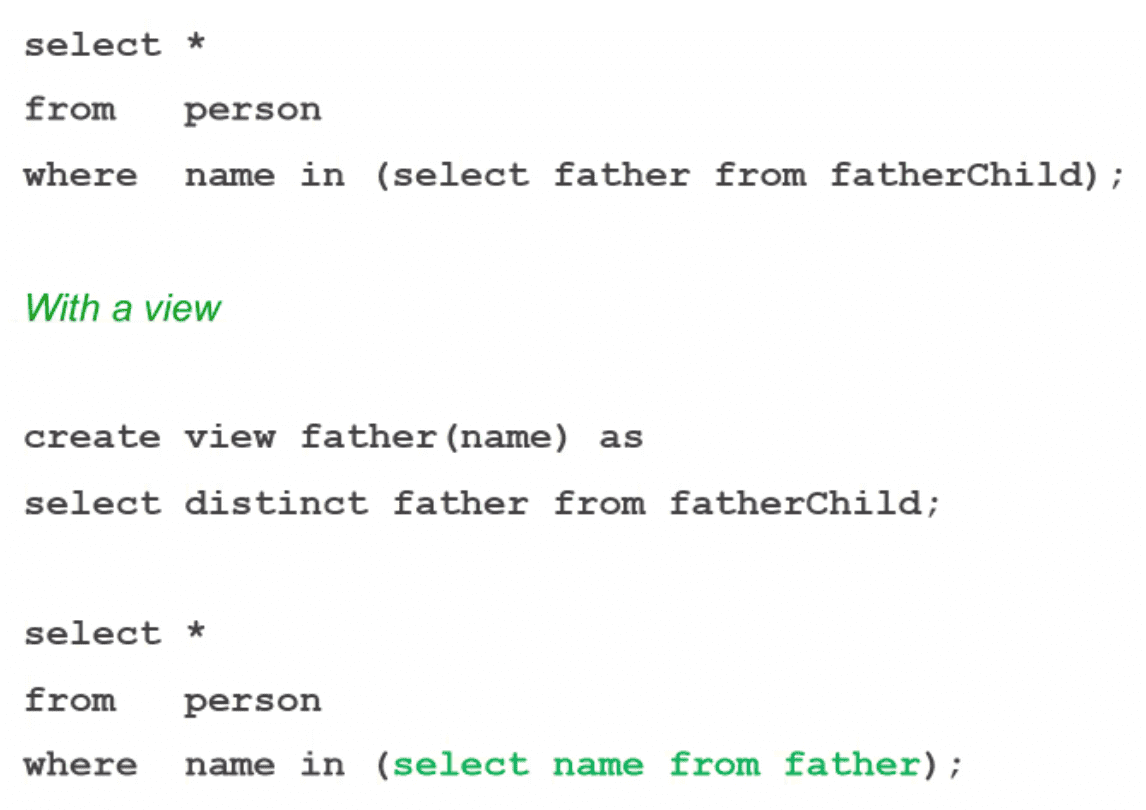 select *
from   person
where  name in (select father from fatherChild);
With a view
create view father(name) as
select distinct father from fatherChild;
select *
from   person
where  name in (select name from father);